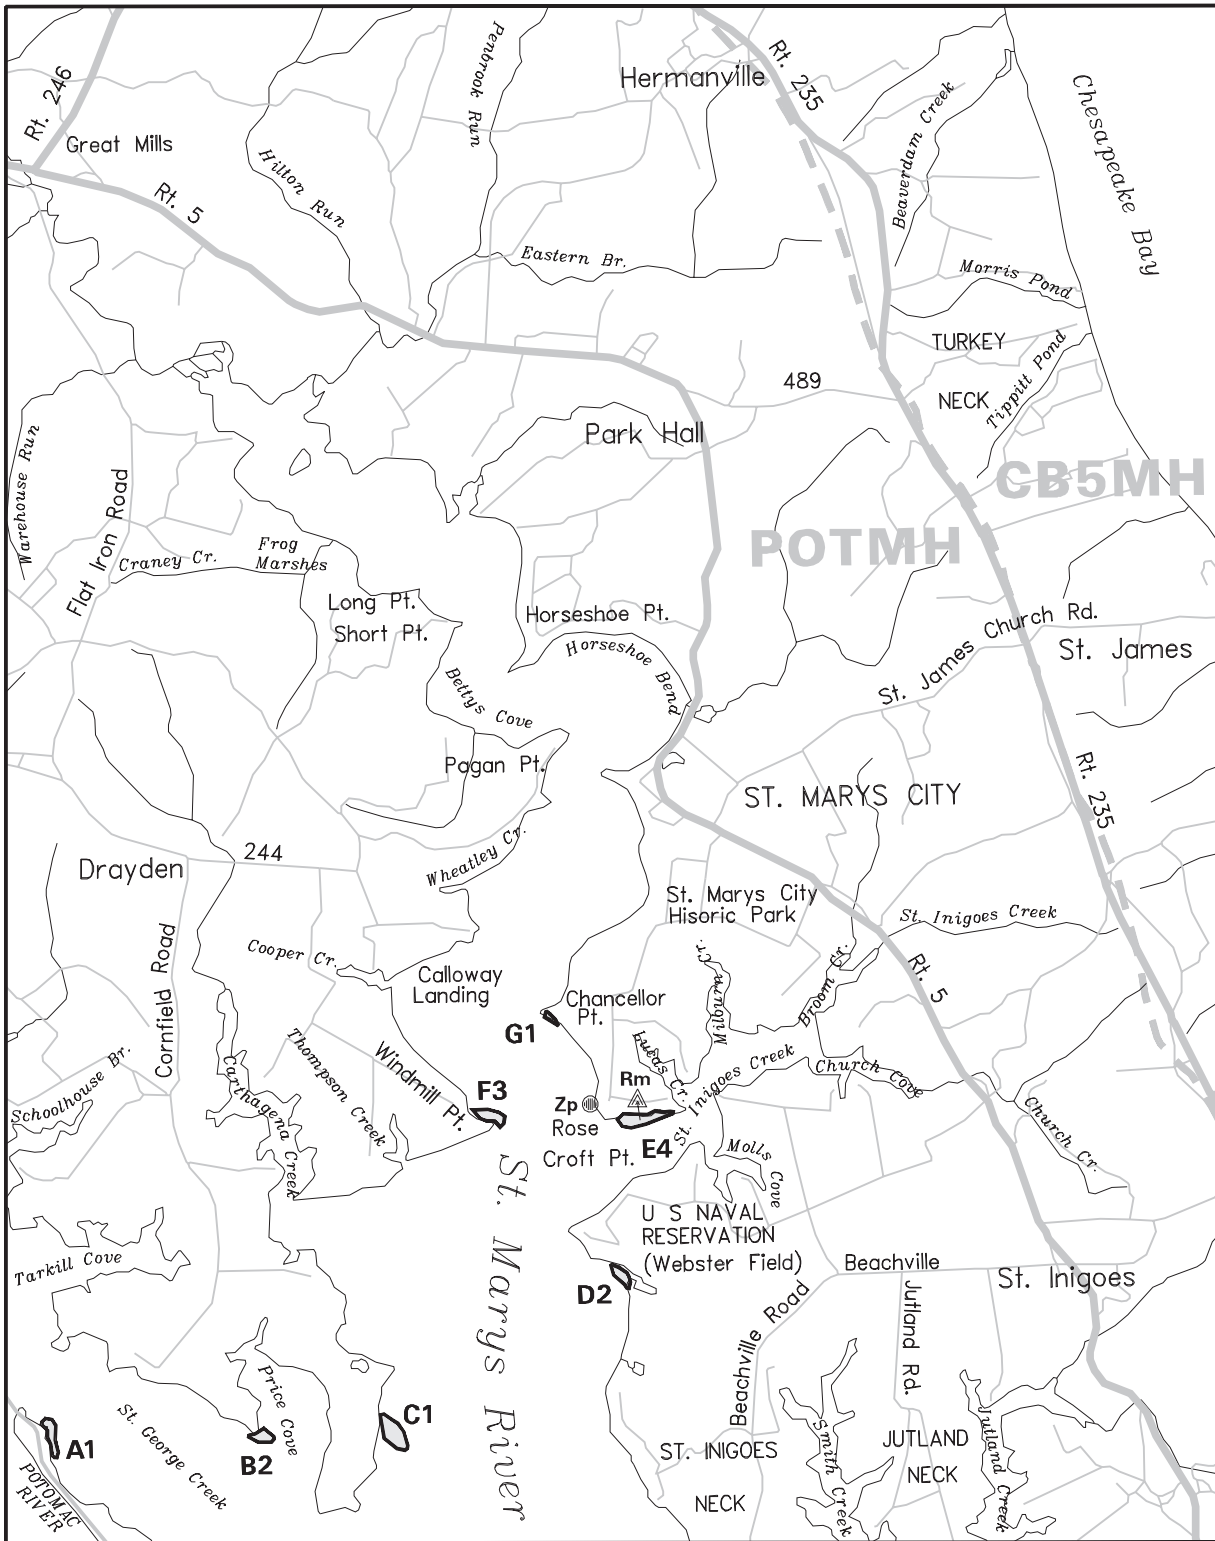 Rt. 246
Great Mills
Rt. 5
Hilton Run
Penbrook Run
Hermanville
Rt. 235
Beaverdam Creek
Chesapeake Bay
Eastern Br.
Morris Pond
TURKEY
NECK
Tippitt Pond
489
Park Hall
Warehouse Run
Flat Iron Road
Craney Cr.
Frog
Marshes
CB5MH
POTMH
Long Pt.
Short Pt.
Horseshoe Pt.
Horseshoe Bend
St. James Church Rd.
St. James
Bettys Cove
Pagan Pt.
ST. MARYS CITY
Rt. 235
Wheatley Cr.
244
Drayden
St. Marys City
Hisoric Park
St. Inigoes Creek
Cornfield Road
Cooper Cr.
Calloway
Landing
Chancellor
Pt.
G1
Milburn Cr.
Broom Cr.
Rt. 5
Schoolhouse Br.
Carthagena Creek
Thompson Creek
Windmill Pt.
F3
Lucas Cr.
Rm
Zp
Rose
Croft Pt.
E4
St. Inigoes Creek
Church Cove
Church Cr.
Molls
Cove
St. Marys River
U S NAVAL
RESERVATION
(Webster Field)
Beachville
St. Inigoes
Tarkill Cove
D2
Beachville Road
Jutland Rd.
A1
St. George Creek
Price Cove
B2
C1
POTOMAC
RIVER
ST. INIGOES
NECK
Smith Creek
JUTLAND
NECK
Jutland Creek